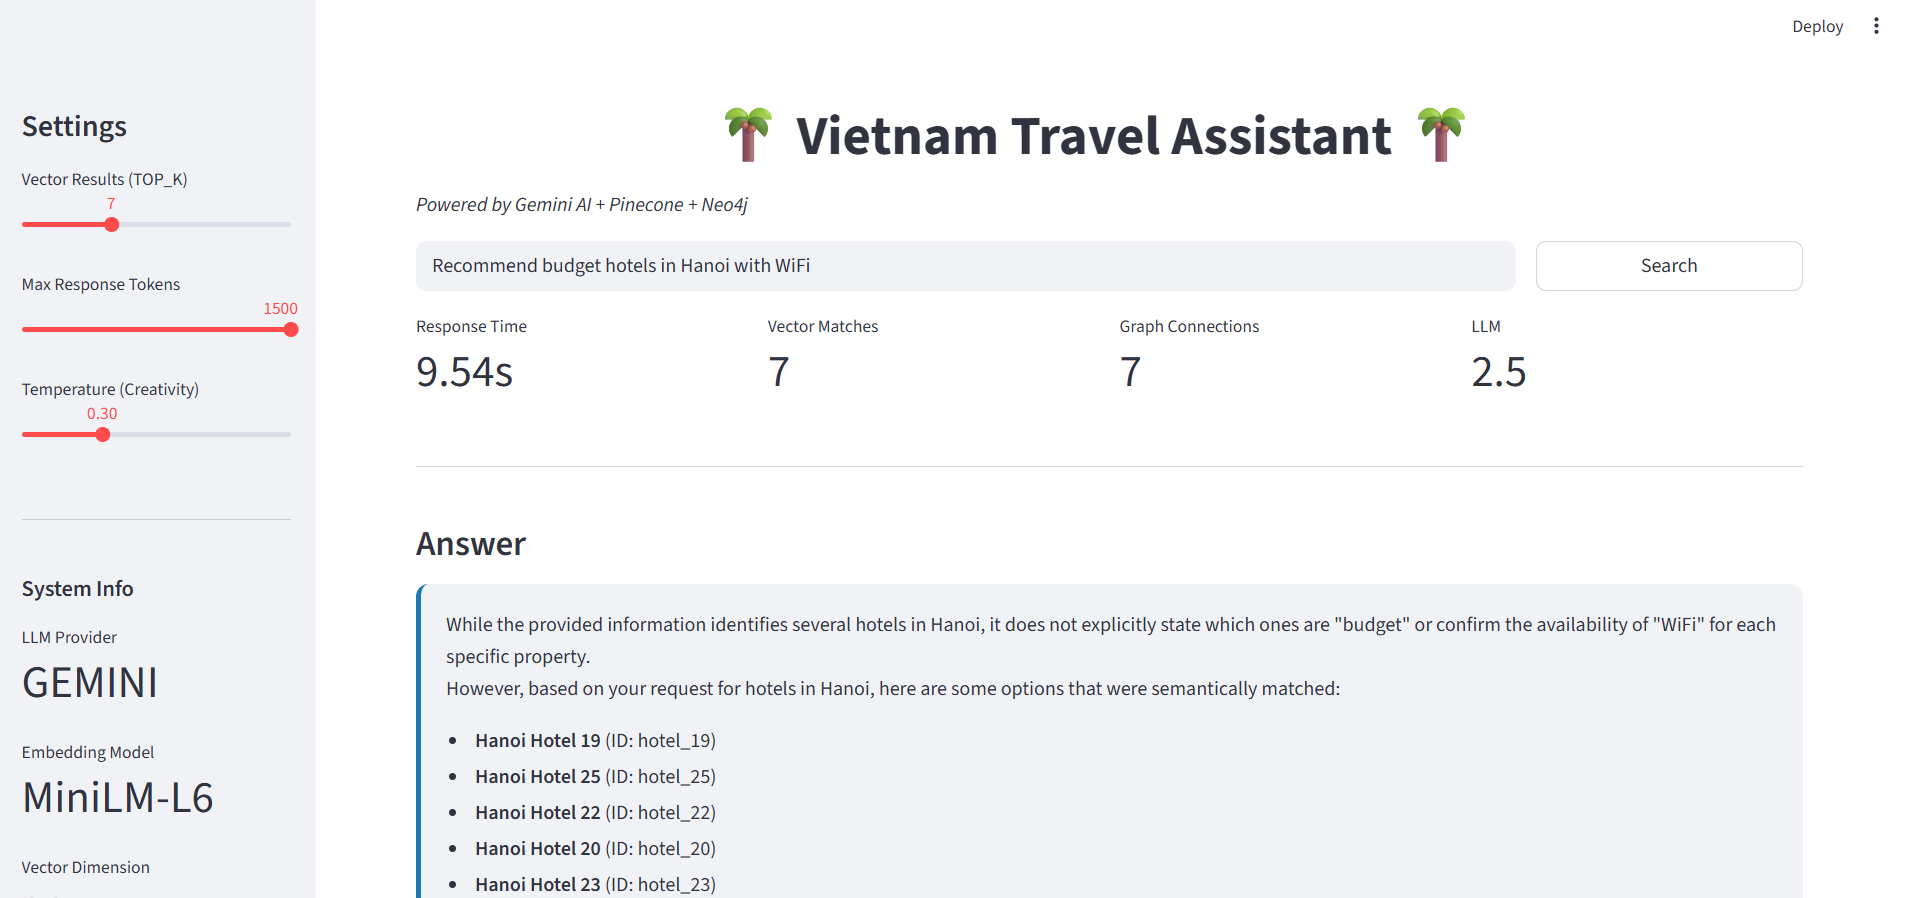 Deploy
Settings
Vector Results (TOP_K)
7
Max Response Tokens
1500
Temperature (Creativity)
0.30
System Info
LLM Provider
GEMINI
Embedding Model
MiniLM-L6
Vector Dimension
Vietnam Travel Assistant
Powered by Gemini AI + Pinecone + Neo4j
Recommend budget hotels in Hanoi with WiFi
Search
Response Time
9.54s
Vector Matches
7
Graph Connections
7
LLM
2.5
Answer
While the provided information identifies several hotels in Hanoi, it does not explicitly state which ones are "budget" or confirm the availability of "WiFi" for each
specific property.
However, based on your request for hotels in Hanoi, here are some options that were semantically matched:
• Hanoi Hotel 19 (ID: hotel_19)
• Hanoi Hotel 25 (ID: hotel_25)
• Hanoi Hotel 22 (ID: hotel_22)
• Hanoi Hotel 20 (ID: hotel_20)
• Hanoi Hotel 23 (ID: hotel_23)